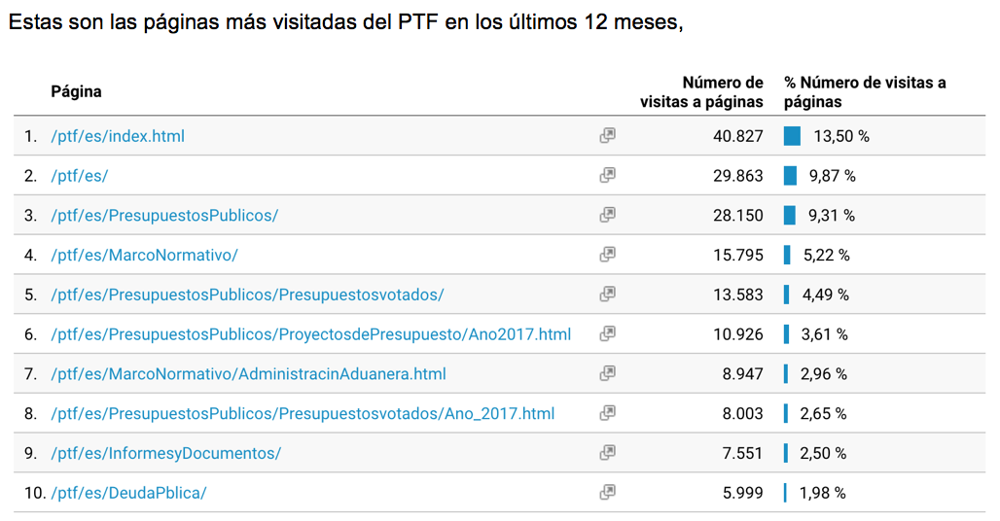 Estas son las páginas más visitadas del PTF en los últimos 12 meses,
Página Número de visitas a páginas % Número de visitas a páginas
1. /ptf/es/index.html 40.827 13,50 %
2. /ptf/es/ 29.863 9,87 %
3. /ptf/es/PresupuestosPublicos/ 28.150 9,31 %
4. /ptf/es/MarcoNormativo/ 15.795 5,22 %
5. /ptf/es/PresupuestosPublicos/Presupuestosvotados/ 13.583 4,49 %
6. /ptf/es/PresupuestosPublicos/ProyectosdePresupuesto/Ano2017.html 10.926 3,61 %
7. /ptf/es/MarcoNormativo/AdministracinAduanera.html 8.947 2,96 %
8. /ptf/es/PresupuestosPublicos/Presupuestosvotados/Ano_2017.html 8.003 2,65 %
9. /ptf/es/InformesyDocumentos/ 7.551 2,50 %
10. /ptf/es/DeudaPblica/ 5.999 1,98 %